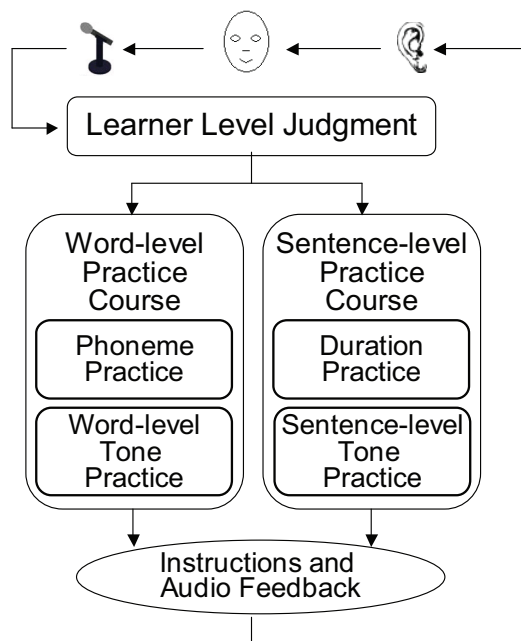 Learner Level Judgment
Word-level
Practice
Course
Phoneme
Practice
Word-level
Tone
Practice
Sentence-level
Practice
Course
Duration
Practice
Sentence-level
Tone
Practice
Instructions and
Audio Feedback